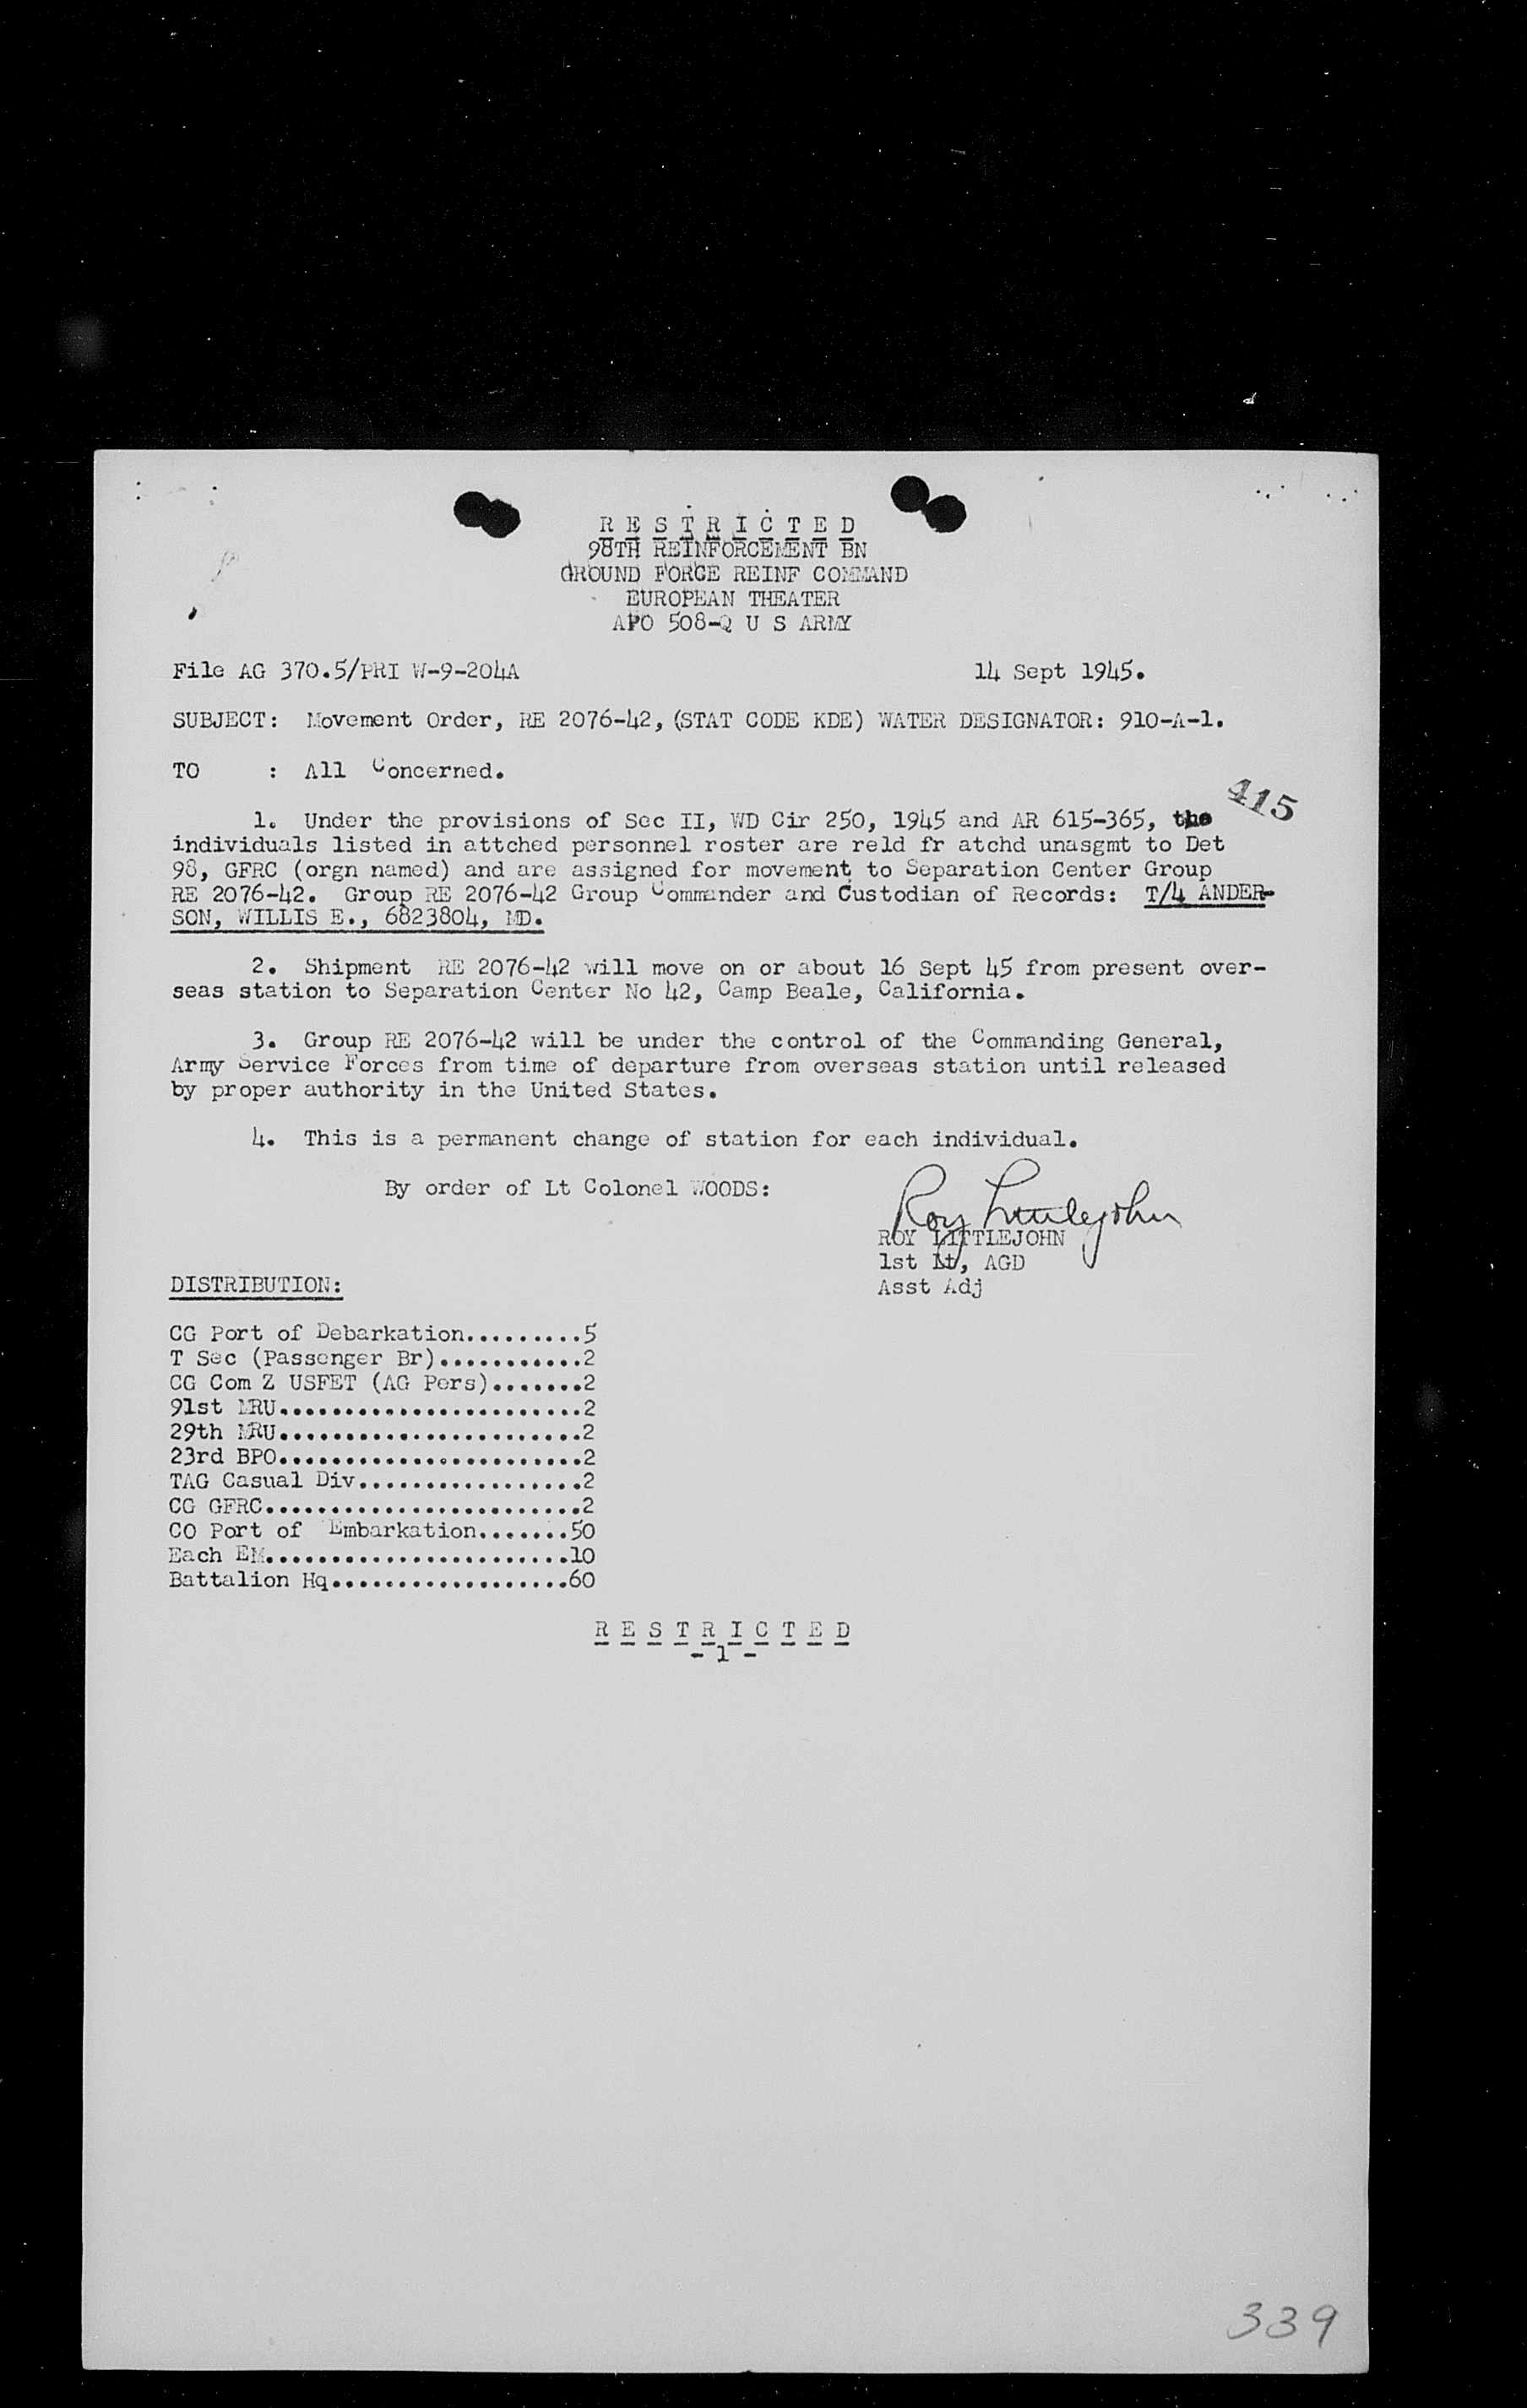 R E S T R I C T E D
98TH REINFORCEMENT BN
GROUND FORCE REINF COMMAND
EUROPEAN THEATER
APO 508-Q U S ARMY
File AG 370.5/PRI W-9-204A 14 Sept 1945.
SUBJECT: Movement Order, RE 2076-42, (STAT CODE KDE) WATER DESIGNATOR: 910-A-1.
TO : All Concerned.
415
1. Under the provisions of Sec II, WD Cir 250, 1945 and AR 615-365, the
individuals listed in attched personnel roster are reld fr atchd unasgmt to Det
98, GFRC (orgn named) and are assigned for movement to Separation Center Group
RE 2076-42. Group RE 2076-42 Group Commander and Custodian of Records: T/4 ANDER-
SON, WILLIS E., 6823804, MD.
2. Shipment RE 2076-42 will move on or about 16 Sept 45 from present over-
seas station to Separation Center No 42, Camp Beale, California.
3. Group RE 2076-42 will be under the control of the Commanding General,
Army Service Forces from time of departure from overseas station until released
by proper authority in the United States.
4. This is a permanent change of station for each individual.
By order of Lt Colonel WOODS:
Roy Littlejohn
ROY LITTLEJOHN
1st Lt, AGD
Asst Adj
DISTRIBUTION:
CG Port of Debarkation.........5
T Sec (Passenger Br)...........2
CG Com Z USFET (AG Pers).......2
91st MRU.......................2
29th MRU.......................2
23rd BPO.......................2
TAG Casual Div.................2
CG GFRC........................2
CO Port of Embarkation.......50
Each EM.......................10
Battalion Hq..................60
R E S T R I C T E D
- 1 -
339